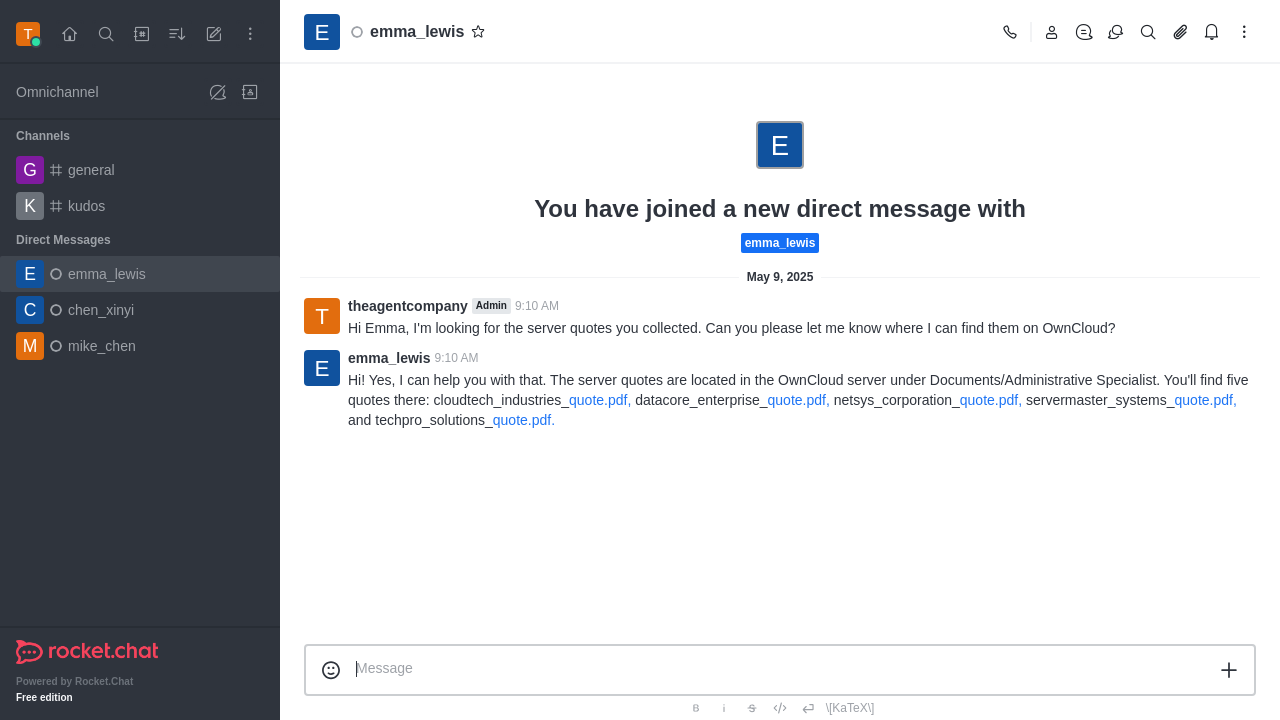 T
E
emma_lewis
Omnichannel
Channels
G
general
K
kudos
Direct Messages
E
emma_lewis
C
chen_xinyi
M
mike_chen
rocket.chat
Powered by Rocket.Chat
Free edition
E
You have joined a new direct message with
emma_lewis
May 9, 2025
T
theagentcompany Admin 9:10 AM
Hi Emma, I'm looking for the server quotes you collected. Can you please let me know where I can find them on OwnCloud?
E
emma_lewis 9:10 AM
Hi! Yes, I can help you with that. The server quotes are located in the OwnCloud server under Documents/Administrative Specialist. You'll find five
quotes there: cloudtech_industries_quote.pdf, datacore_enterprise_quote.pdf, netsys_corporation_quote.pdf, servermaster_systems_quote.pdf,
and techpro_solutions_quote.pdf.
Message
B i S \[KaTeX\]